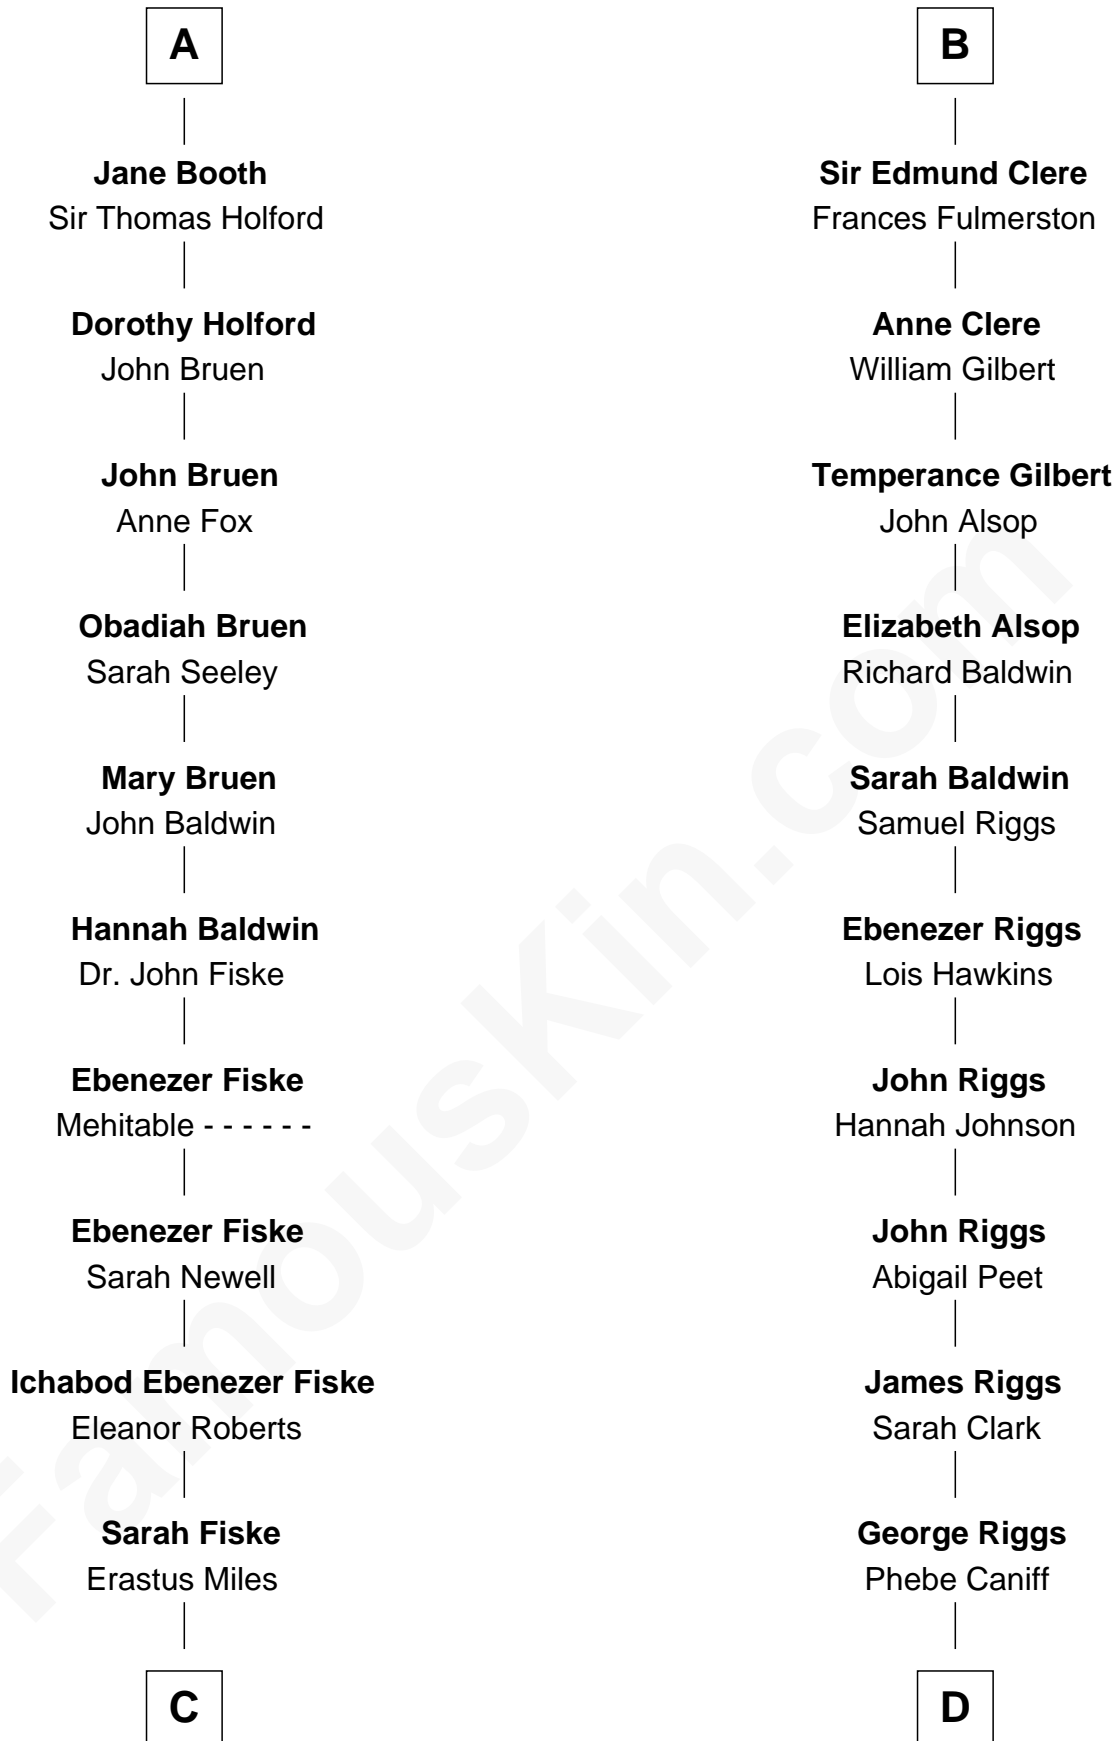 A
Jane Booth
Sir Thomas Holford
Dorothy Holford
John Bruen
John Bruen
Anne Fox
Obadiah Bruen
Sarah Seeley
Mary Bruen
John Baldwin
Hannah Baldwin
Dr. John Fiske
Ebenezer Fiske
Mehitable - - - - - -
Ebenezer Fiske
Sarah Newell
Ichabod Ebenezer Fiske
Eleanor Roberts
Sarah Fiske
Erastus Miles
C
B
Sir Edmund Clere
Frances Fulmerston
Anne Clere
William Gilbert
Temperance Gilbert
John Alsop
Elizabeth Alsop
Richard Baldwin
Sarah Baldwin
Samuel Riggs
Ebenezer Riggs
Lois Hawkins
John Riggs
Hannah Johnson
John Riggs
Abigail Peet
James Riggs
Sarah Clark
George Riggs
Phebe Caniff
D
FamousKin.com